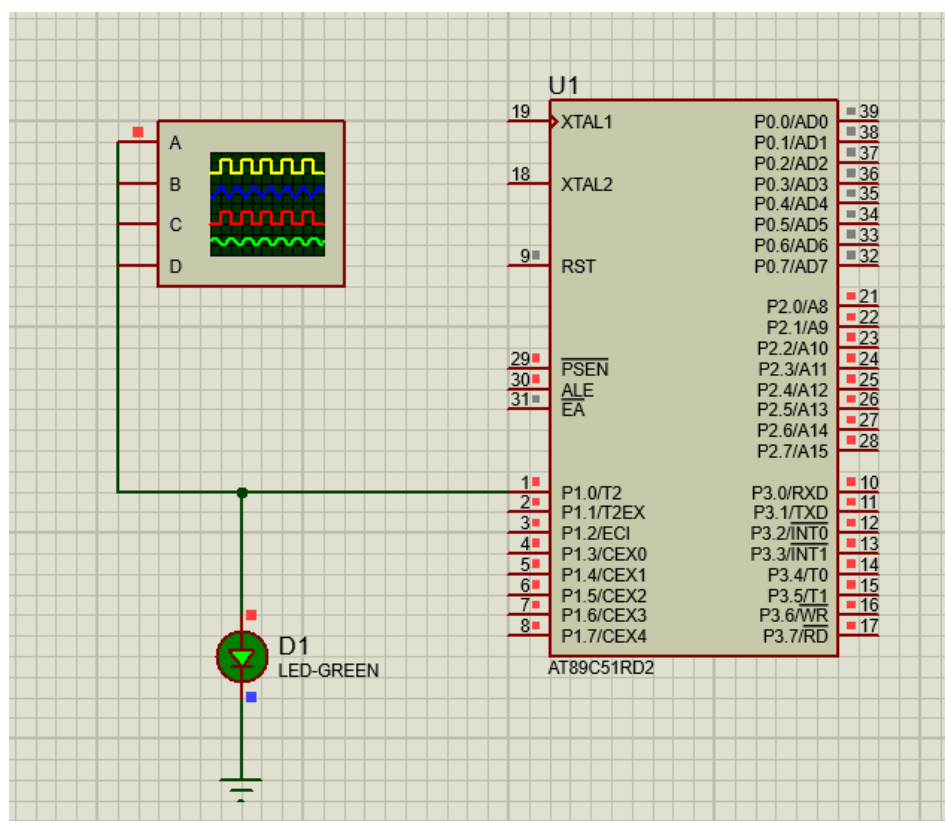 U1
A
B
C
D
19 XTAL1
18 XTAL2
9 RST
29 PSEN
30 ALE
31 EA
1 P1.0/T2
2 P1.1/T2EX
3 P1.2/ECI
4 P1.3/CEX0
5 P1.4/CEX1
6 P1.5/CEX2
7 P1.6/CEX3
8 P1.7/CEX4
P0.0/AD0 39
P0.1/AD1 38
P0.2/AD2 37
P0.3/AD3 36
P0.4/AD4 35
P0.5/AD5 34
P0.6/AD6 33
P0.7/AD7 32
P2.0/A8 21
P2.1/A9 22
P2.2/A10 23
P2.3/A11 24
P2.4/A12 25
P2.5/A13 26
P2.6/A14 27
P2.7/A15 28
P3.0/RXD 10
P3.1/TXD 11
P3.2/INT0 12
P3.3/INT1 13
P3.4/T0 14
P3.5/T1 15
P3.6/WR 16
P3.7/RD 17
AT89C51RD2
D1
LED-GREEN